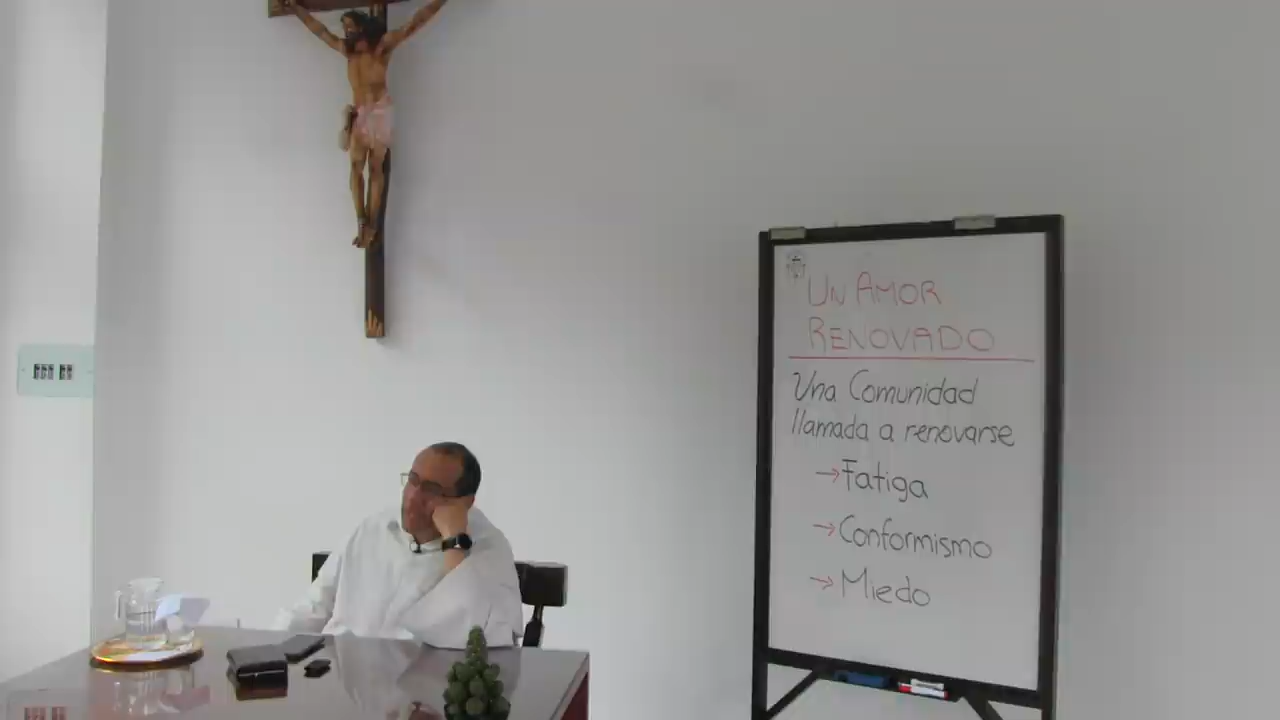 Un Amor
Renovado
Una Comunidad
llamada a renovarse
→Fatiga
→Conformismo
→Miedo